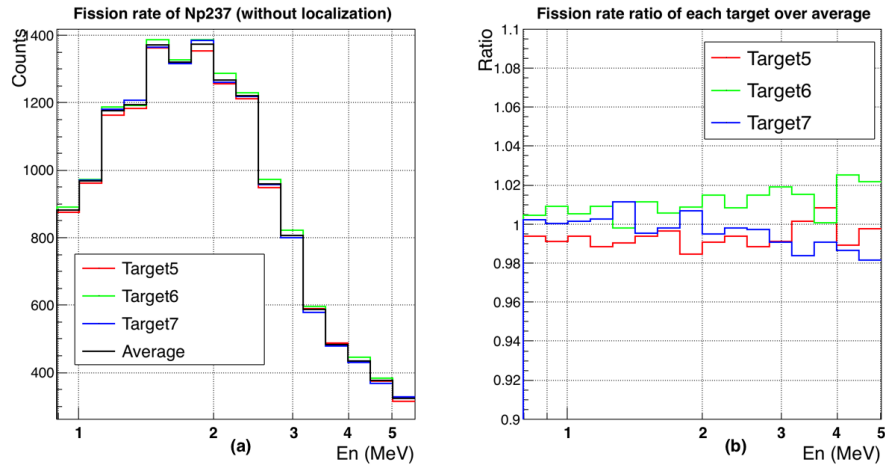 Fission rate of Np237 (without localization)
Counts
1400
1200
1000
800
600
400
Target5
Target6
Target7
Average
1
2
3
4
5
(a)
En (MeV)
Fission rate ratio of each target over average
Ratio
1.1
1.08
1.06
1.04
1.02
1
0.98
0.96
0.94
0.92
0.9
Target5
Target6
Target7
1
2
3
4
5
(b)
En (MeV)